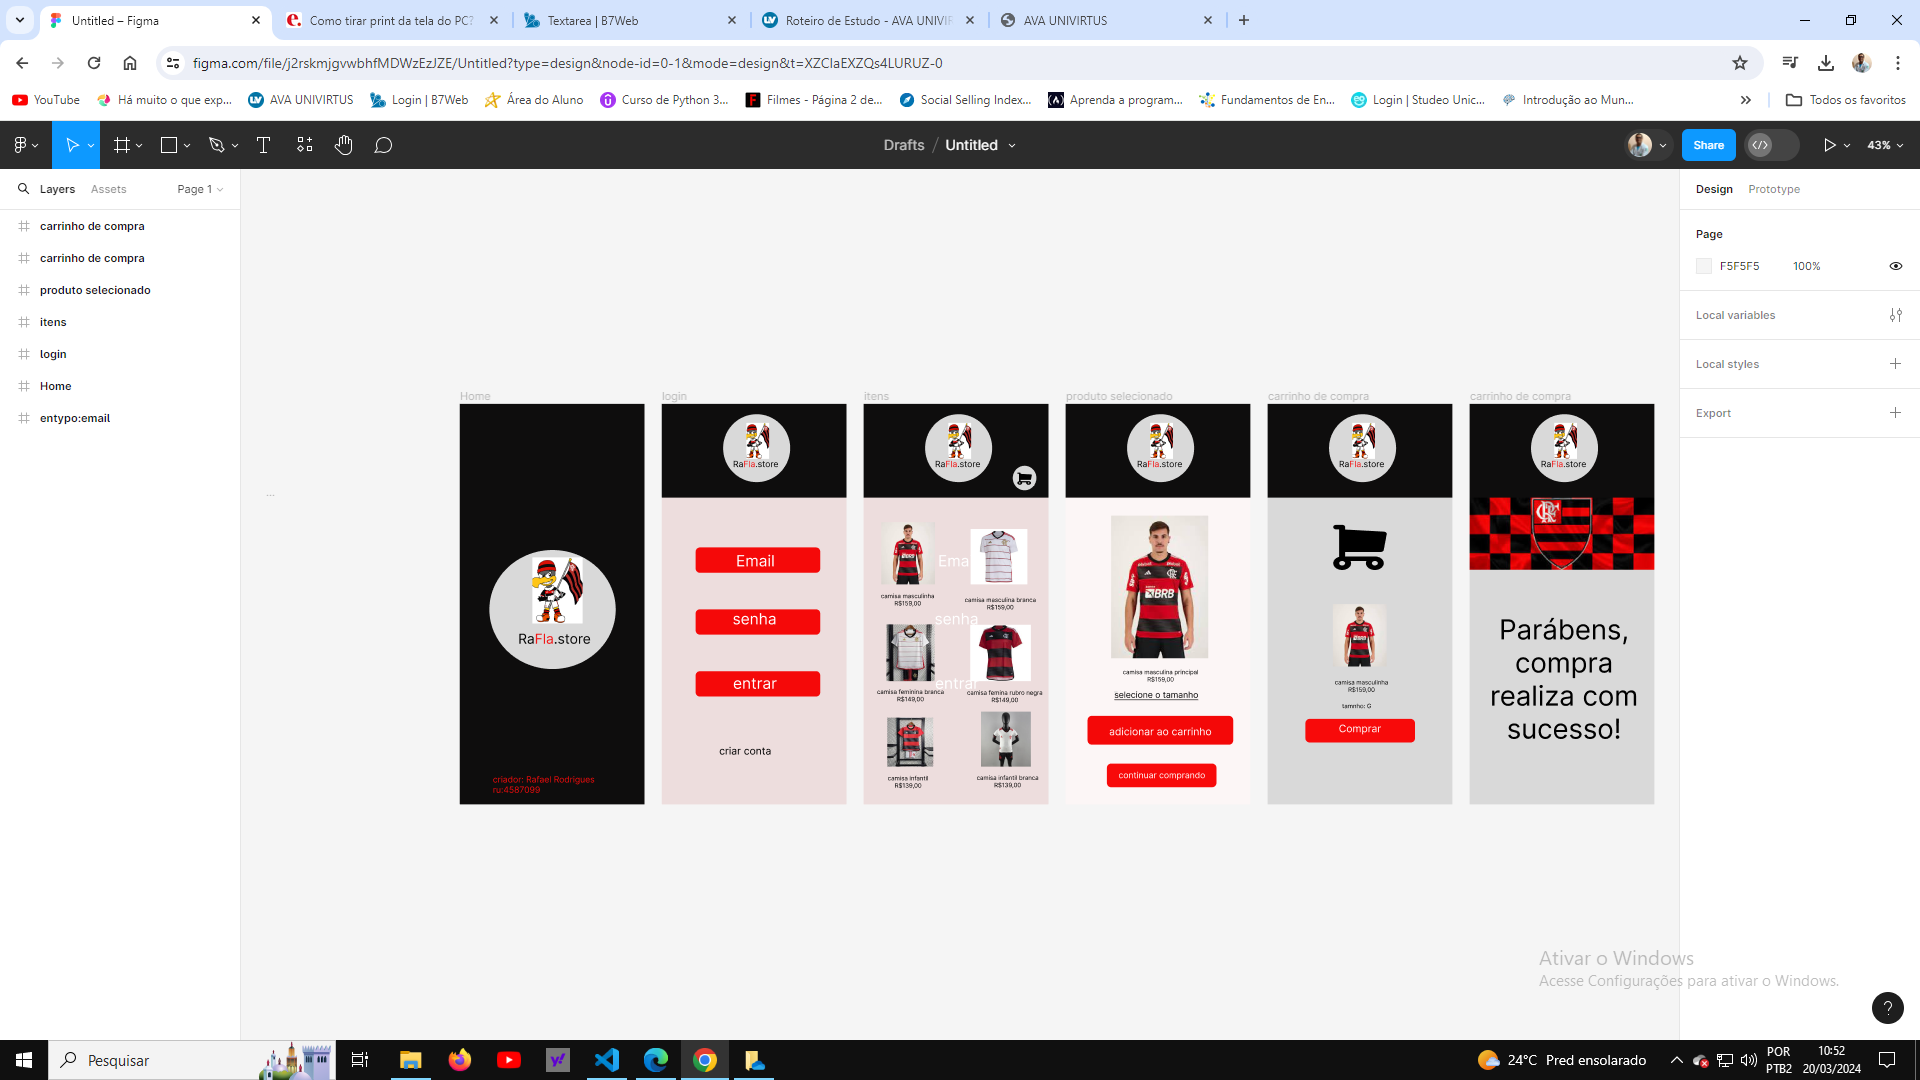 Untitled – Figma
Como tirar print da tela do PC?
Textarea | B7Web
Roteiro de Estudo - AVA UNIVIR
AVA UNIVIRTUS
figma.com/file/j2rskmjgvwbhfMDWzEzJZE/Untitled?type=design&node-id=0-1&mode=design&t=XZCIaEXZQs4LURUZ-0
YouTube
Há muito o que exp...
AVA UNIVIRTUS
Login | B7Web
Área do Aluno
Curso de Python 3...
Filmes - Página 2 de...
Social Selling Index...
Aprenda a program...
Fundamentos de En...
Login | Studeo Unic...
Introdução ao Mun...
Todos os favoritos
Drafts / Untitled
Share
43%
Layers
Assets
Page 1
carrinho de compra
carrinho de compra
produto selecionado
itens
login
Home
entypo:email
...
Home
RaFla.store
criador: Rafael Rodrigues
ru:4587099
login
RaFla.store
Email
senha
entrar
criar conta
itens
RaFla.store
Ema
senha
entrar
camisa masculinha
R$159,00
camisa masculina branca
R$159,00
camisa feminina branca
R$149,00
camisa femina rubro negra
R$149,00
camisa infantil
R$139,00
camisa infantil branca
R$139,00
produto selecionado
RaFla.store
BRB
camisa masculina principal
R$159,00
selecione o tamanho
adicionar ao carrinho
continuar comprando
carrinho de compra
RaFla.store
camisa masculinha
R$159,00
tamnho: G
Comprar
carrinho de compra
RaFla.store
Parábens,
compra
realiza com
sucesso!
Design
Prototype
Page
F5F5F5
100%
Local variables
Local styles
Export
Ativar o Windows
Acesse Configurações para ativar o Windows.
?
Pesquisar
24°C Pred ensolarado
POR
PTB2
10:52
20/03/2024